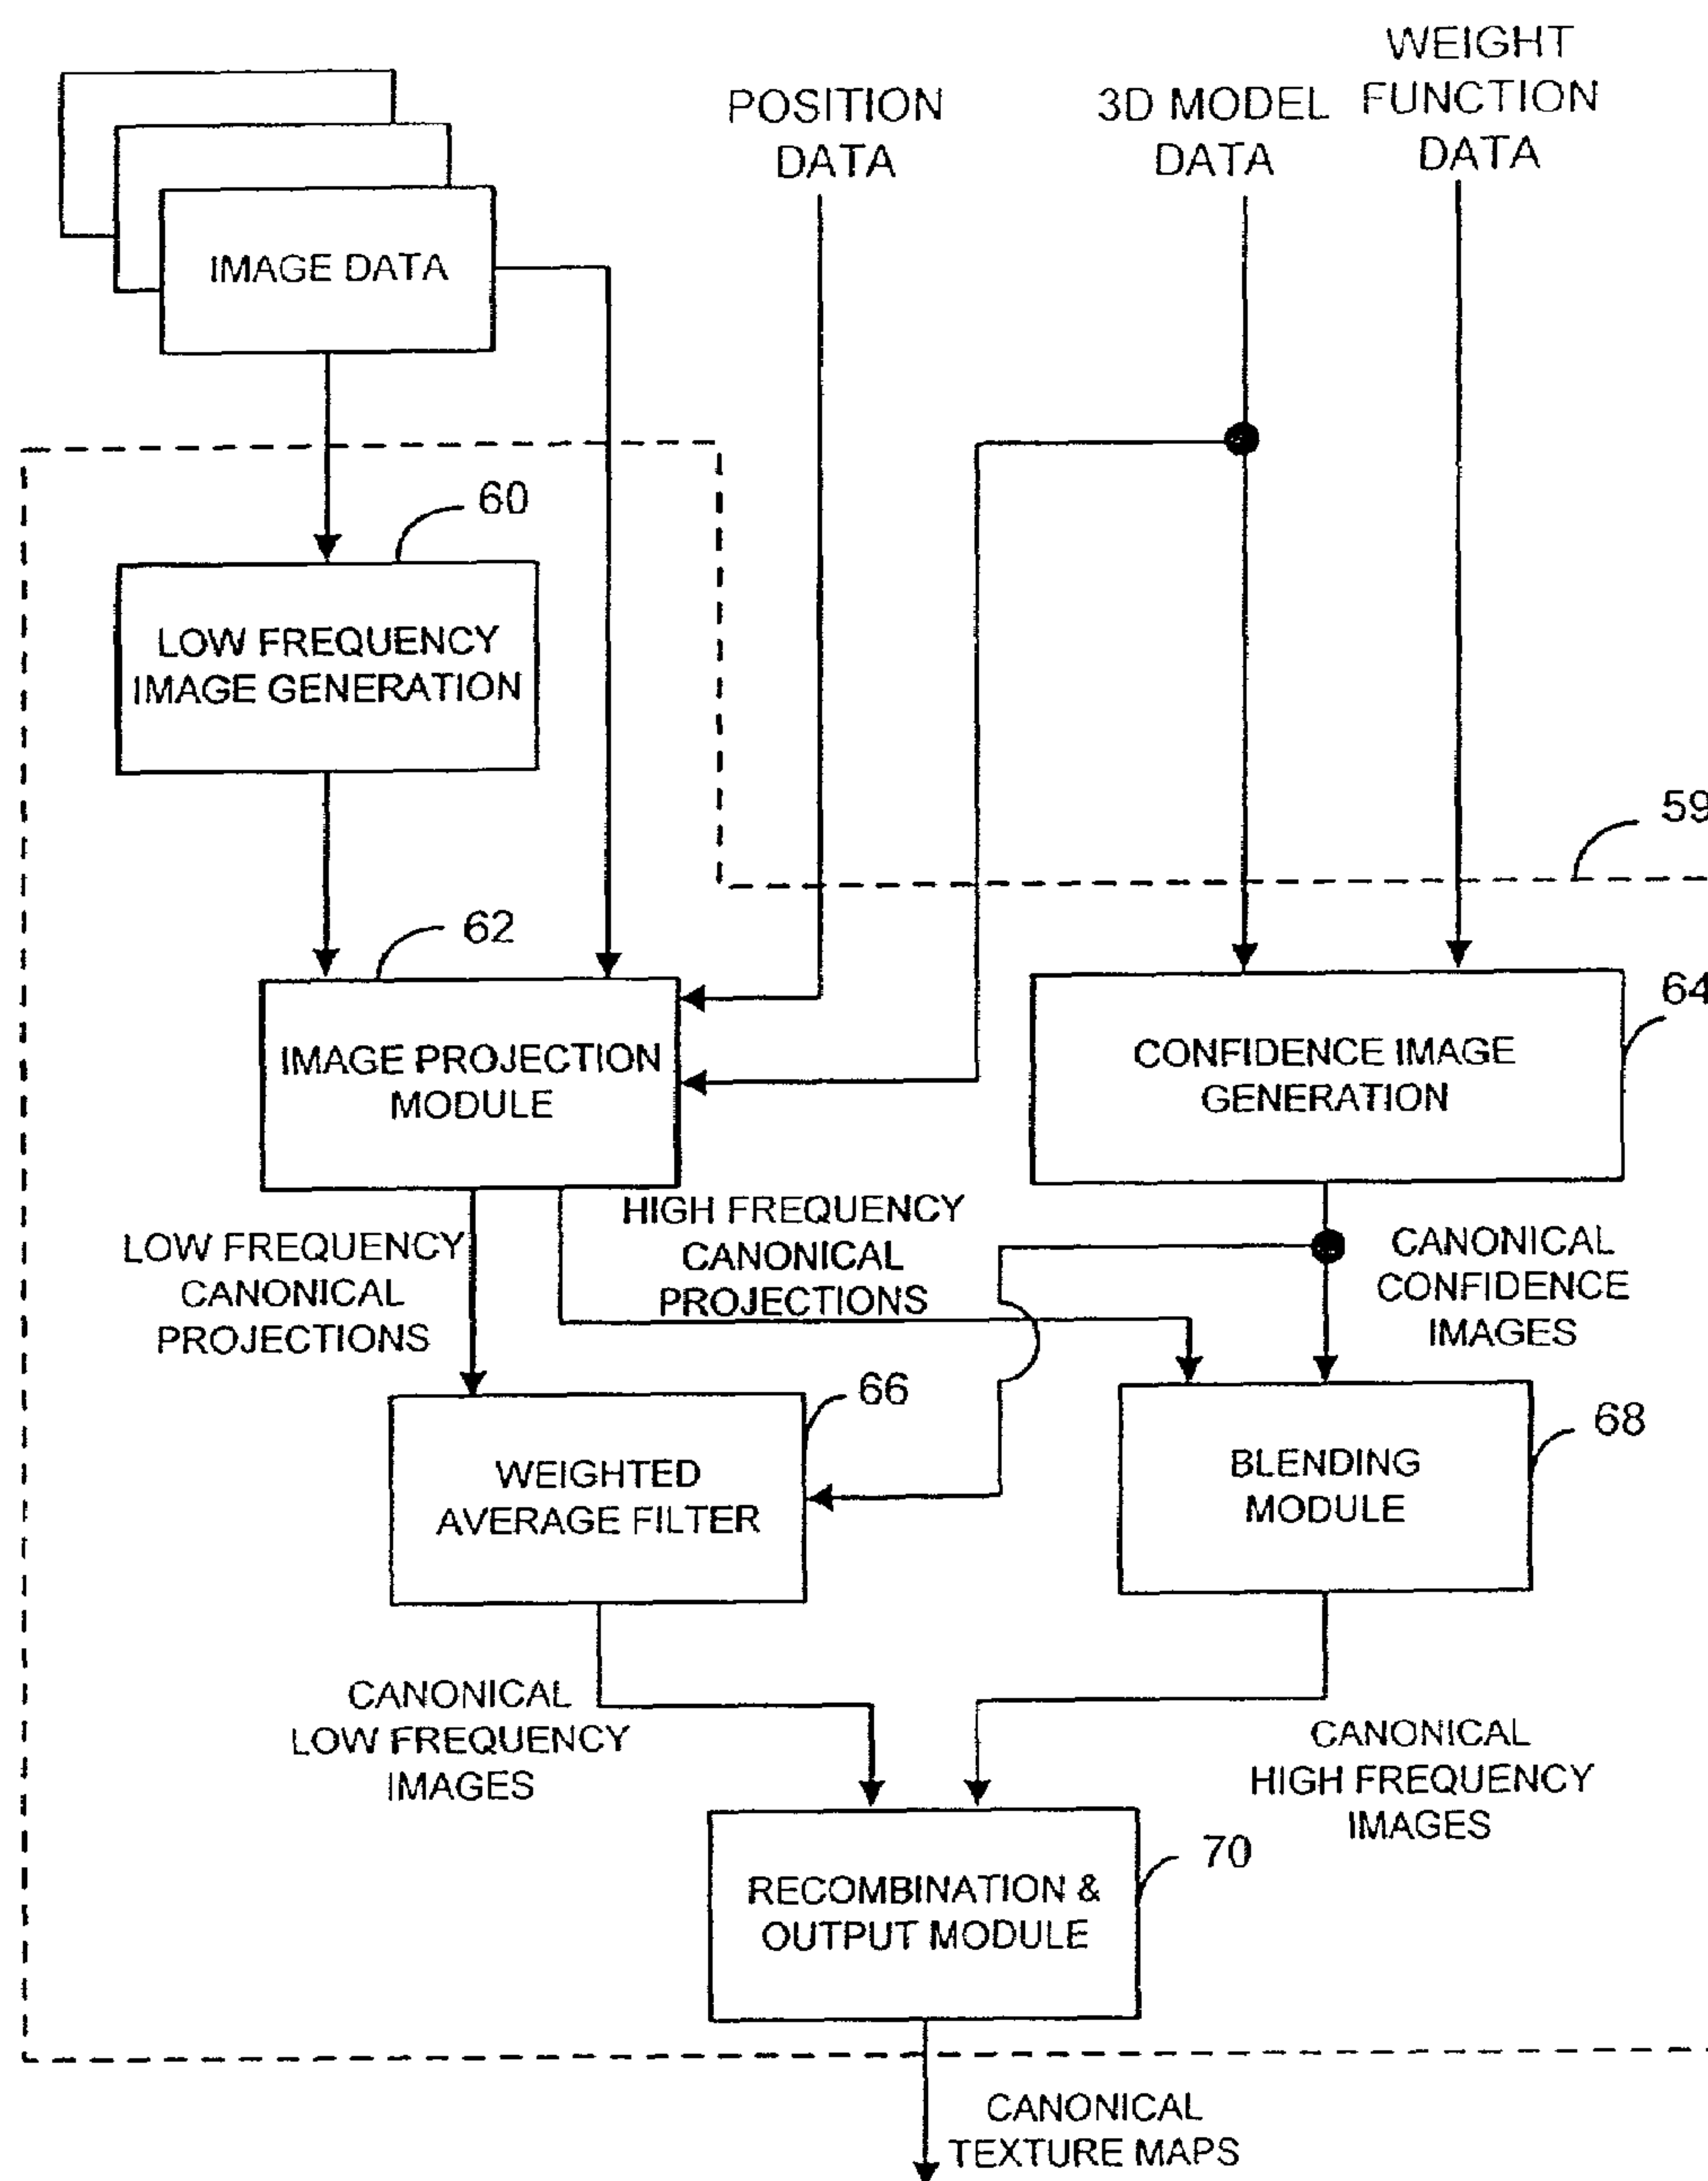 WEIGHT
FUNCTION
DATA
POSITION
DATA
3D MODEL
DATA
IMAGE DATA
60
LOW FREQUENCY
IMAGE GENERATION
59
62
IMAGE PROJECTION
MODULE
64
CONFIDENCE IMAGE
GENERATION
LOW FREQUENCY
CANONICAL
PROJECTIONS
HIGH FREQUENCY
CANONICAL
PROJECTIONS
CANONICAL
CONFIDENCE
IMAGES
66
WEIGHTED
AVERAGE FILTER
68
BLENDING
MODULE
CANONICAL
LOW FREQUENCY
IMAGES
CANONICAL
HIGH FREQUENCY
IMAGES
70
RECOMBINATION &
OUTPUT MODULE
CANONICAL
TEXTURE MAPS